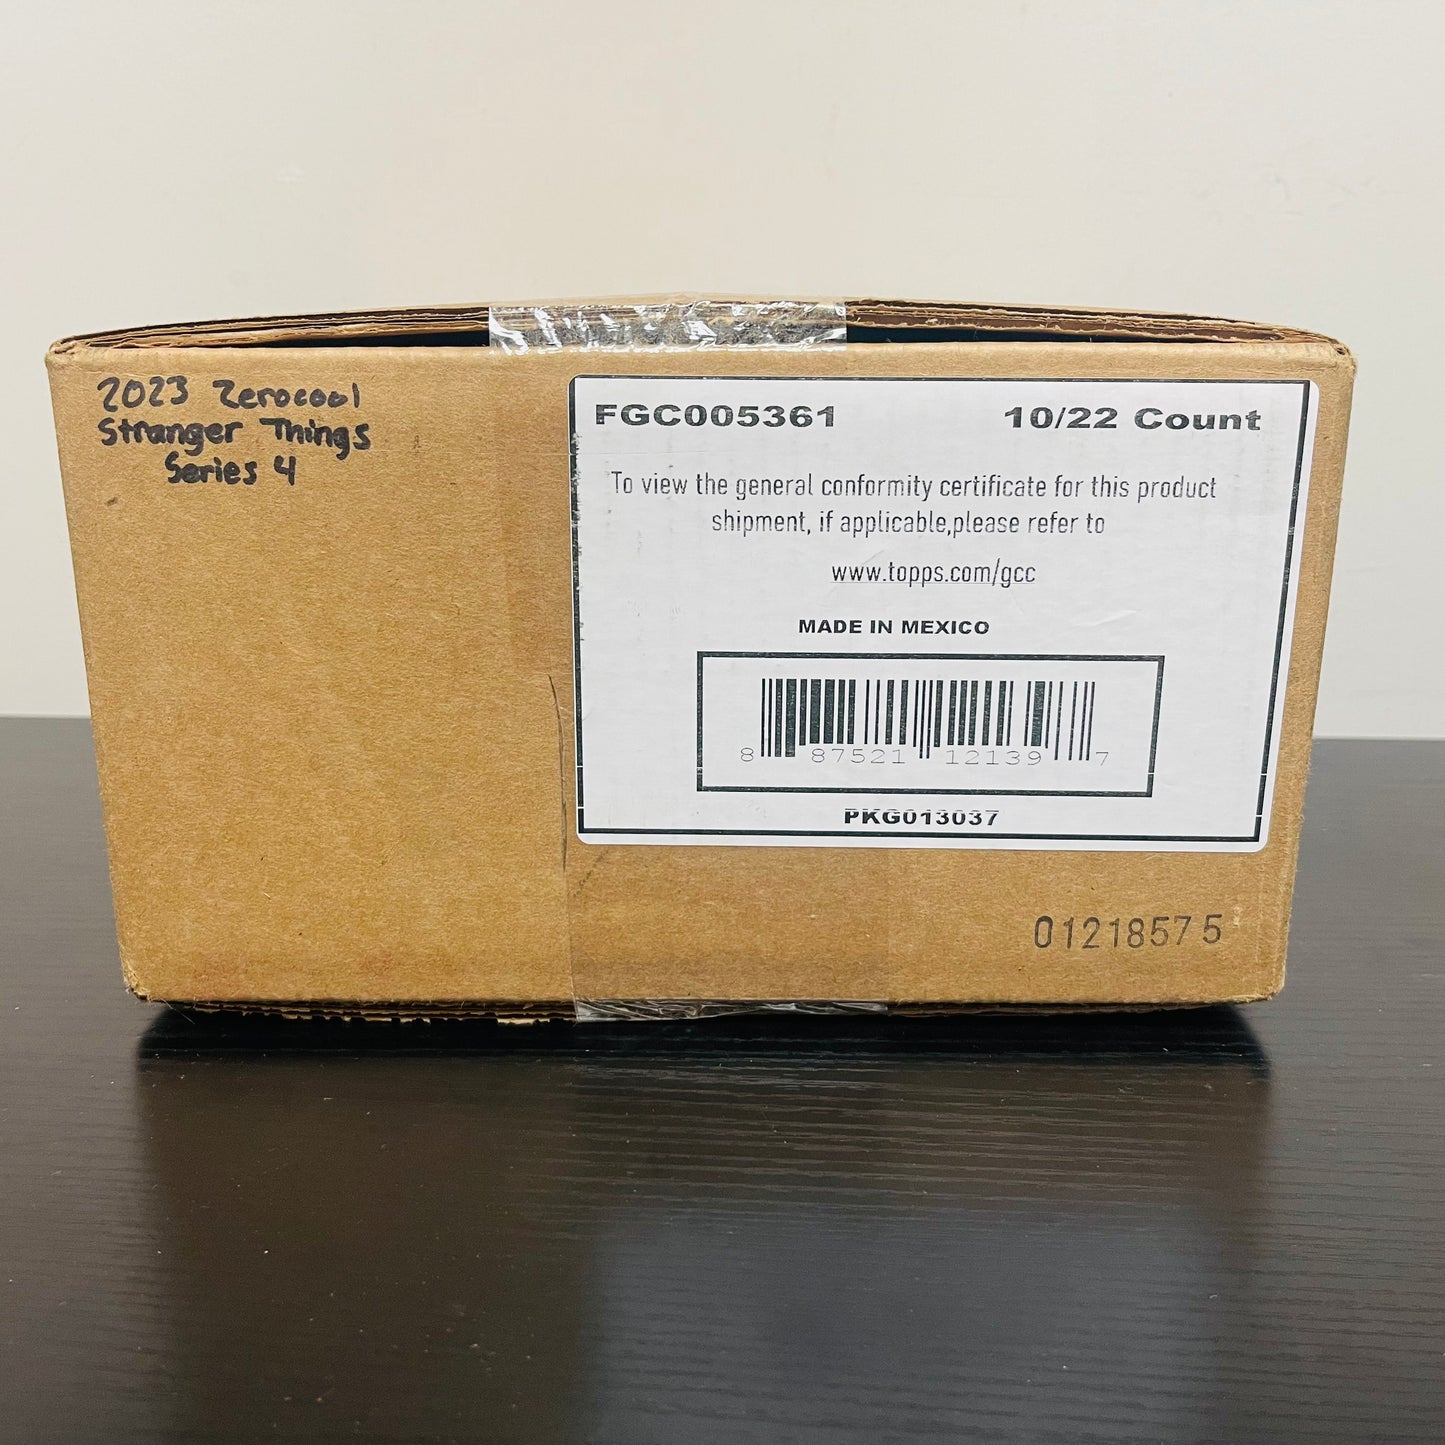 2023 Zerocool
Stranger Things
Series 4
FGC005361 10/22 Count
To view the general conformity certificate for this product
shipment, if applicable,please refer to
www.topps.com/gcc
MADE IN MEXICO
8 87521 12139 7
PKG013037
01218575